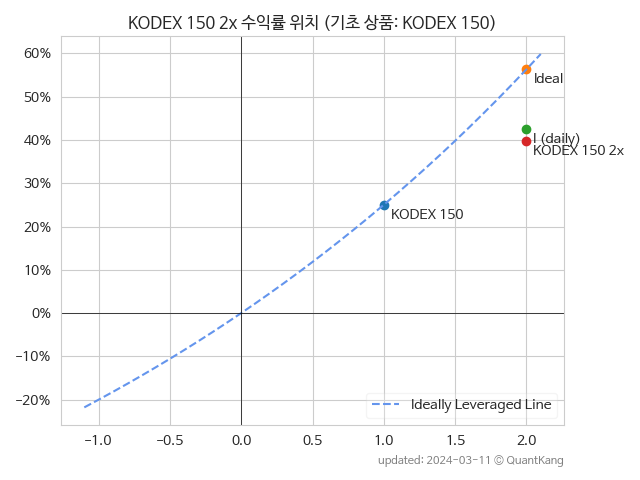 KODEX 150 2x 수익률 위치 (기초 상품: KODEX 150)
60%
50%
40%
30%
20%
10%
0%
−10%
−20%
Ideal
I (daily)
KODEX 150 2x
KODEX 150
Ideally Leveraged Line
−1.0 −0.5 0.0 0.5 1.0 1.5 2.0
updated: 2024-03-11 © QuantKang